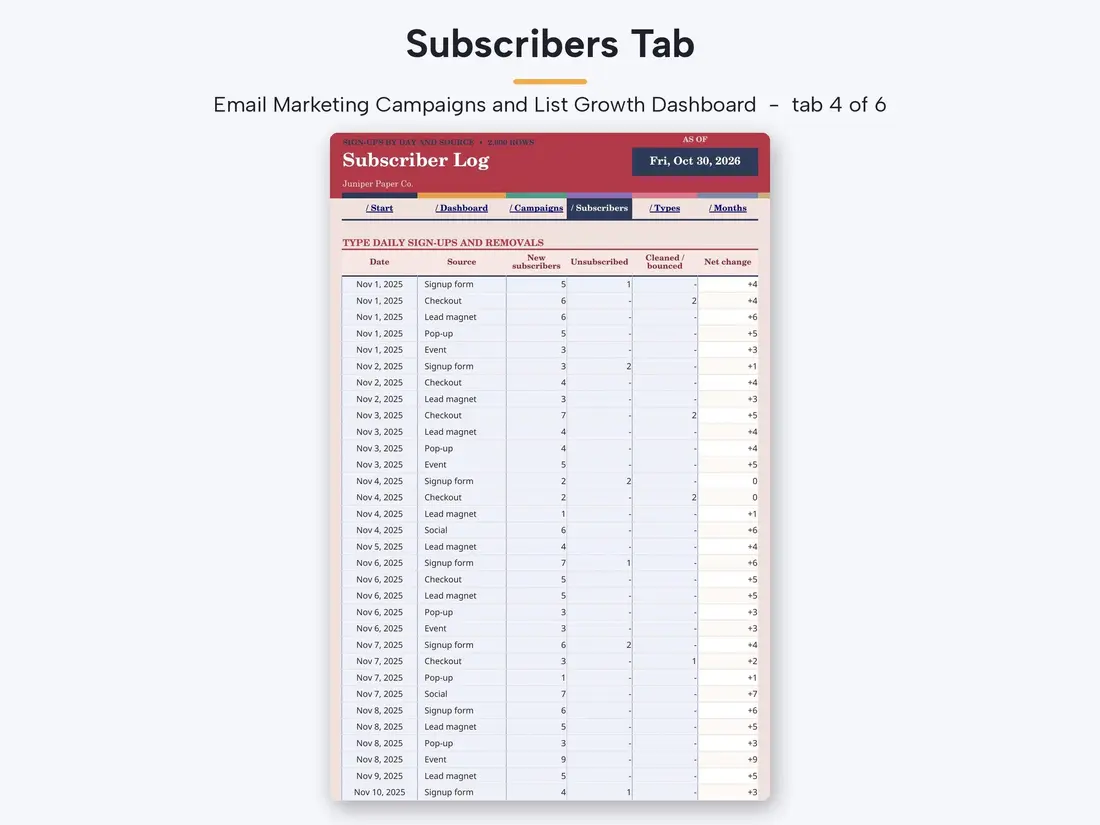 Subscribers Tab
Email Marketing Campaigns and List Growth Dashboard - tab 4 of 6
SIGN-UPS BY DAY AND SOURCE • 2,800 ROWS
AS OF
Subscriber Log
Fri, Oct 30, 2026
Juniper Paper Co.
/ Start / Dashboard / Campaigns / Subscribers / Types / Months
TYPE DAILY SIGN-UPS AND REMOVALS
Date Source New subscribers Unsubscribed Cleaned / bounced Net change
Nov 1, 2025 Signup form 5 1 - +4
Nov 1, 2025 Checkout 6 - 2 +4
Nov 1, 2025 Lead magnet 6 - - +6
Nov 1, 2025 Pop-up 5 - - +5
Nov 1, 2025 Event 3 - - +3
Nov 2, 2025 Signup form 3 2 - +1
Nov 2, 2025 Checkout 4 - - +4
Nov 2, 2025 Lead magnet 3 - - +3
Nov 3, 2025 Checkout 7 - 2 +5
Nov 3, 2025 Lead magnet 4 - - +4
Nov 3, 2025 Pop-up 4 - - +4
Nov 3, 2025 Event 5 - - +5
Nov 4, 2025 Signup form 2 2 - 0
Nov 4, 2025 Checkout 2 - 2 0
Nov 4, 2025 Lead magnet 1 - - +1
Nov 4, 2025 Social 6 - - +6
Nov 5, 2025 Lead magnet 4 - - +4
Nov 6, 2025 Signup form 7 1 - +6
Nov 6, 2025 Checkout 5 - - +5
Nov 6, 2025 Lead magnet 5 - - +5
Nov 6, 2025 Pop-up 3 - - +3
Nov 6, 2025 Event 3 - - +3
Nov 7, 2025 Signup form 6 2 - +4
Nov 7, 2025 Checkout 3 - 1 +2
Nov 7, 2025 Pop-up 1 - - +1
Nov 7, 2025 Social 7 - - +7
Nov 8, 2025 Signup form 6 - - +6
Nov 8, 2025 Lead magnet 5 - - +5
Nov 8, 2025 Pop-up 3 - - +3
Nov 8, 2025 Event 9 - - +9
Nov 9, 2025 Lead magnet 5 - - +5
Nov 10, 2025 Signup form 4 1 - +3